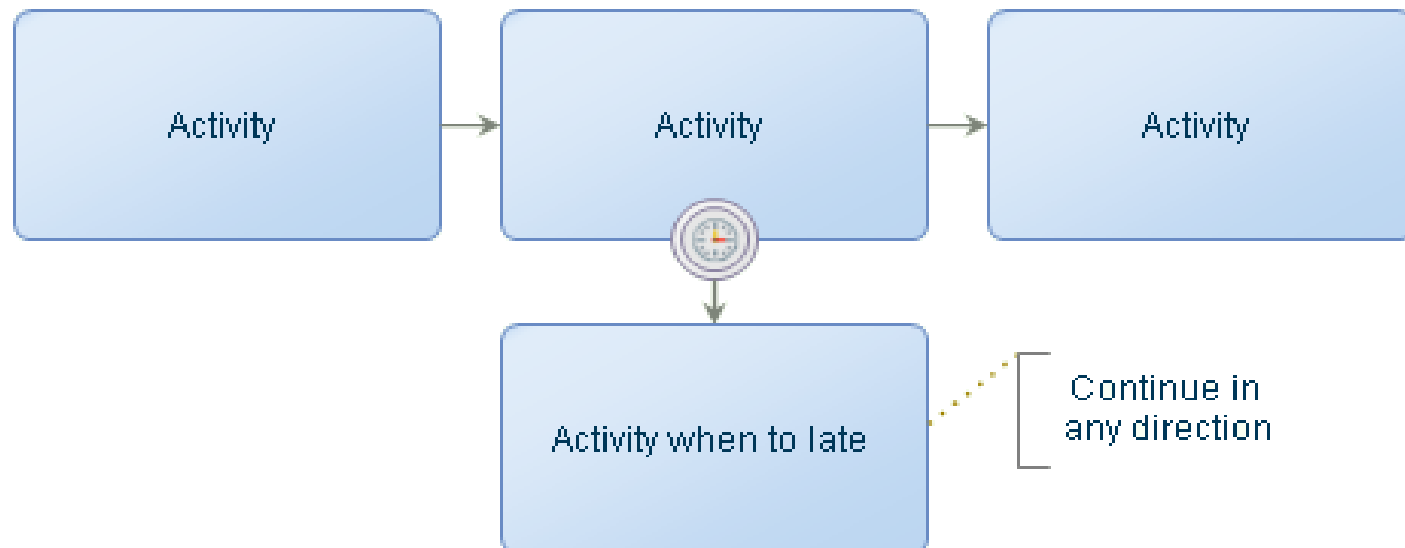 Activity
Activity
Activity
Activity when to late
Continue in
any direction